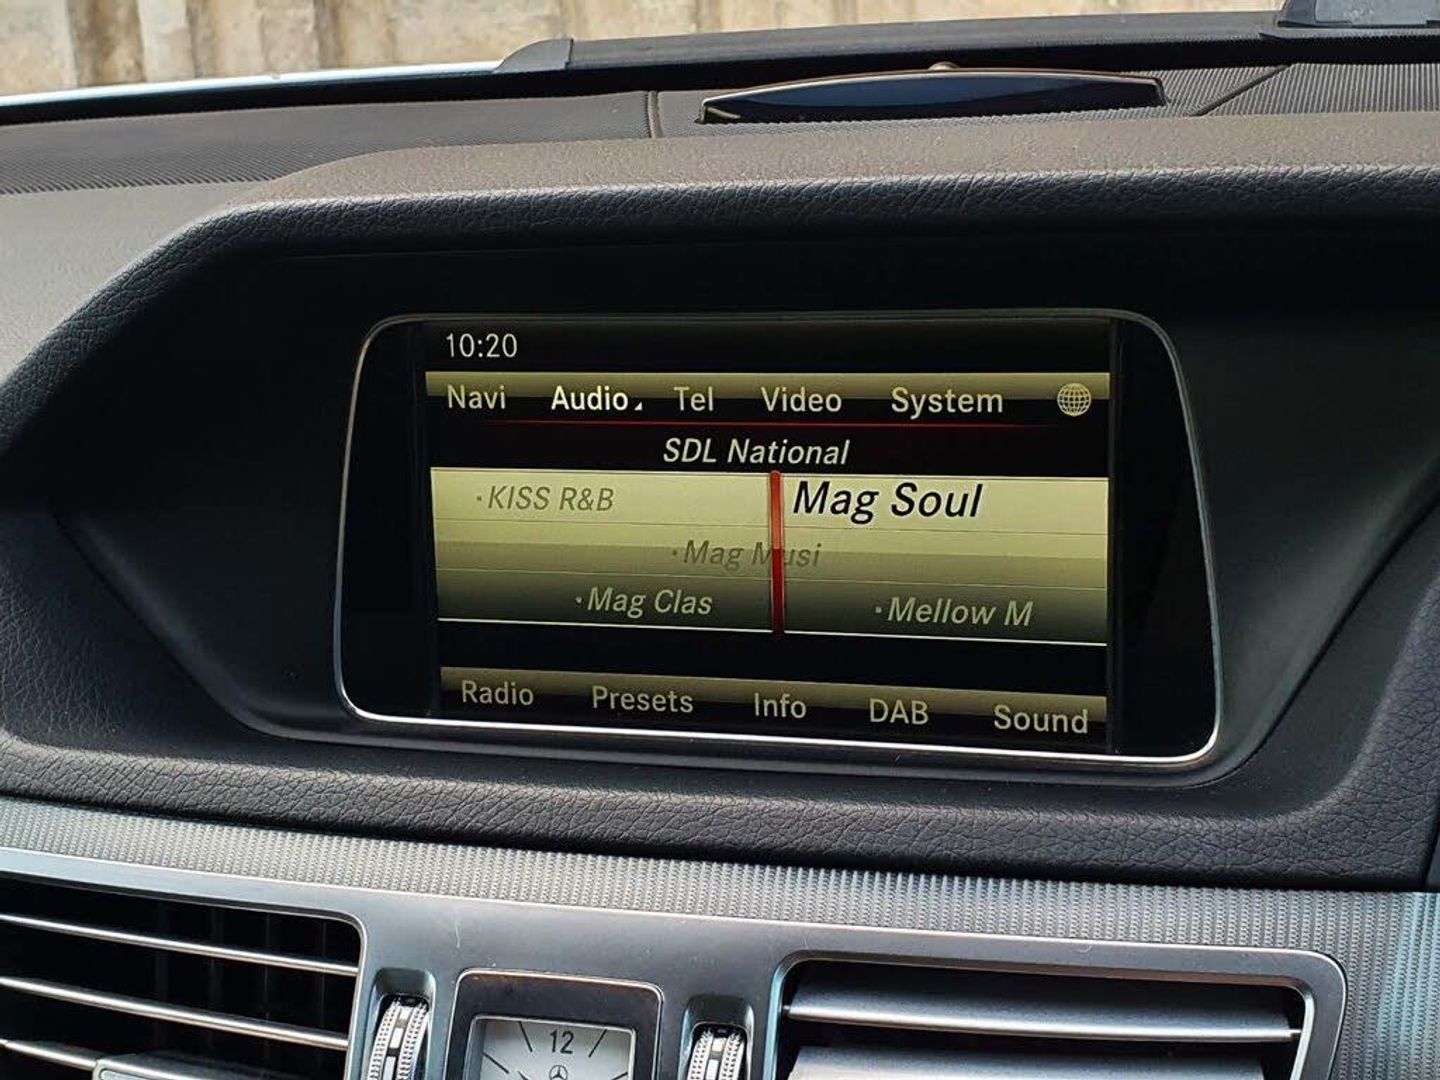 10:20
Navi Audio Tel Video System
SDL National
·KISS R&B Mag Soul
·Mag Musi
·Mag Clas ·Mellow M
Radio Presets Info DAB Sound
12